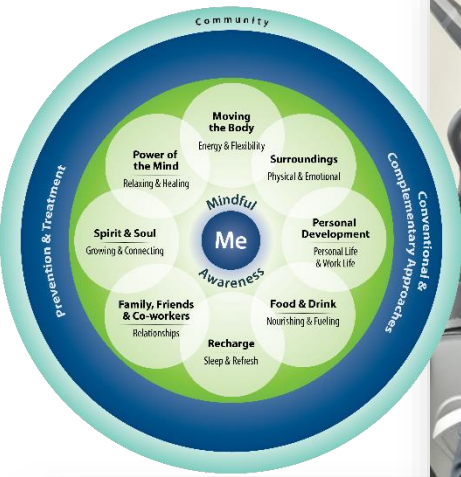 Community
Prevention & Treatment
Conventional &
Complementary Approaches
Moving
the Body
Energy & Flexibility
Surroundings
Physical & Emotional
Personal
Development
Personal Life
& Work Life
Food & Drink
Nourishing & Fueling
Recharge
Sleep & Refresh
Family, Friends
& Co-workers
Relationships
Spirit & Soul
Growing & Connecting
Power of
the Mind
Relaxing & Healing
Mindful
Me
Awareness